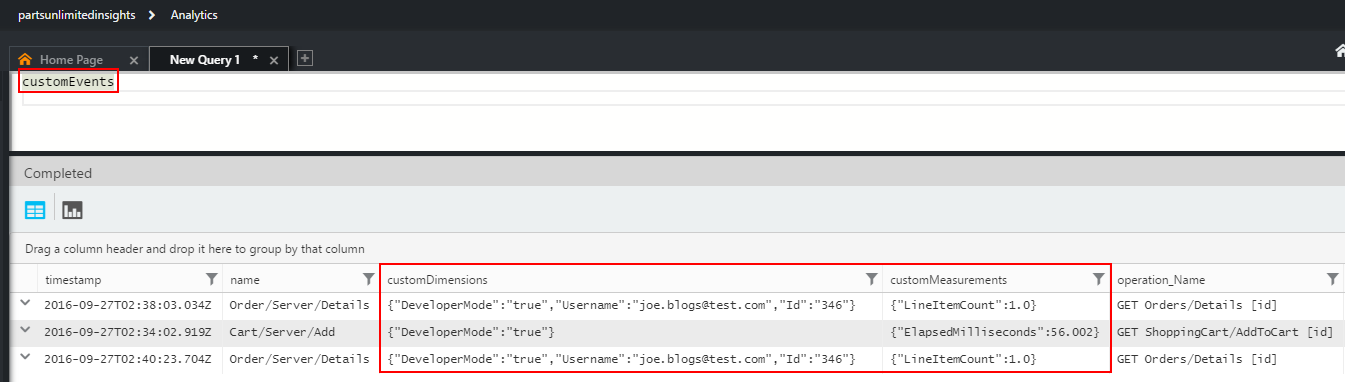 partsunlimitedinsights > Analytics
Home Page × New Query 1 * × +
customEvents
Completed
Drag a column header and drop it here to group by that column
timestamp name customDimensions customMeasurements operation_Name
2016-09-27T02:38:03.034Z Order/Server/Details {"DeveloperMode":"true","Username":"joe.blogs@test.com","Id":"346"} {"LineItemCount":1.0} GET Orders/Details [id]
2016-09-27T02:34:02.919Z Cart/Server/Add {"DeveloperMode":"true"} {"ElapsedMilliseconds":56.002} GET ShoppingCart/AddToCart [id]
2016-09-27T02:40:23.704Z Order/Server/Details {"DeveloperMode":"true","Username":"joe.blogs@test.com","Id":"346"} {"LineItemCount":1.0} GET Orders/Details [id]